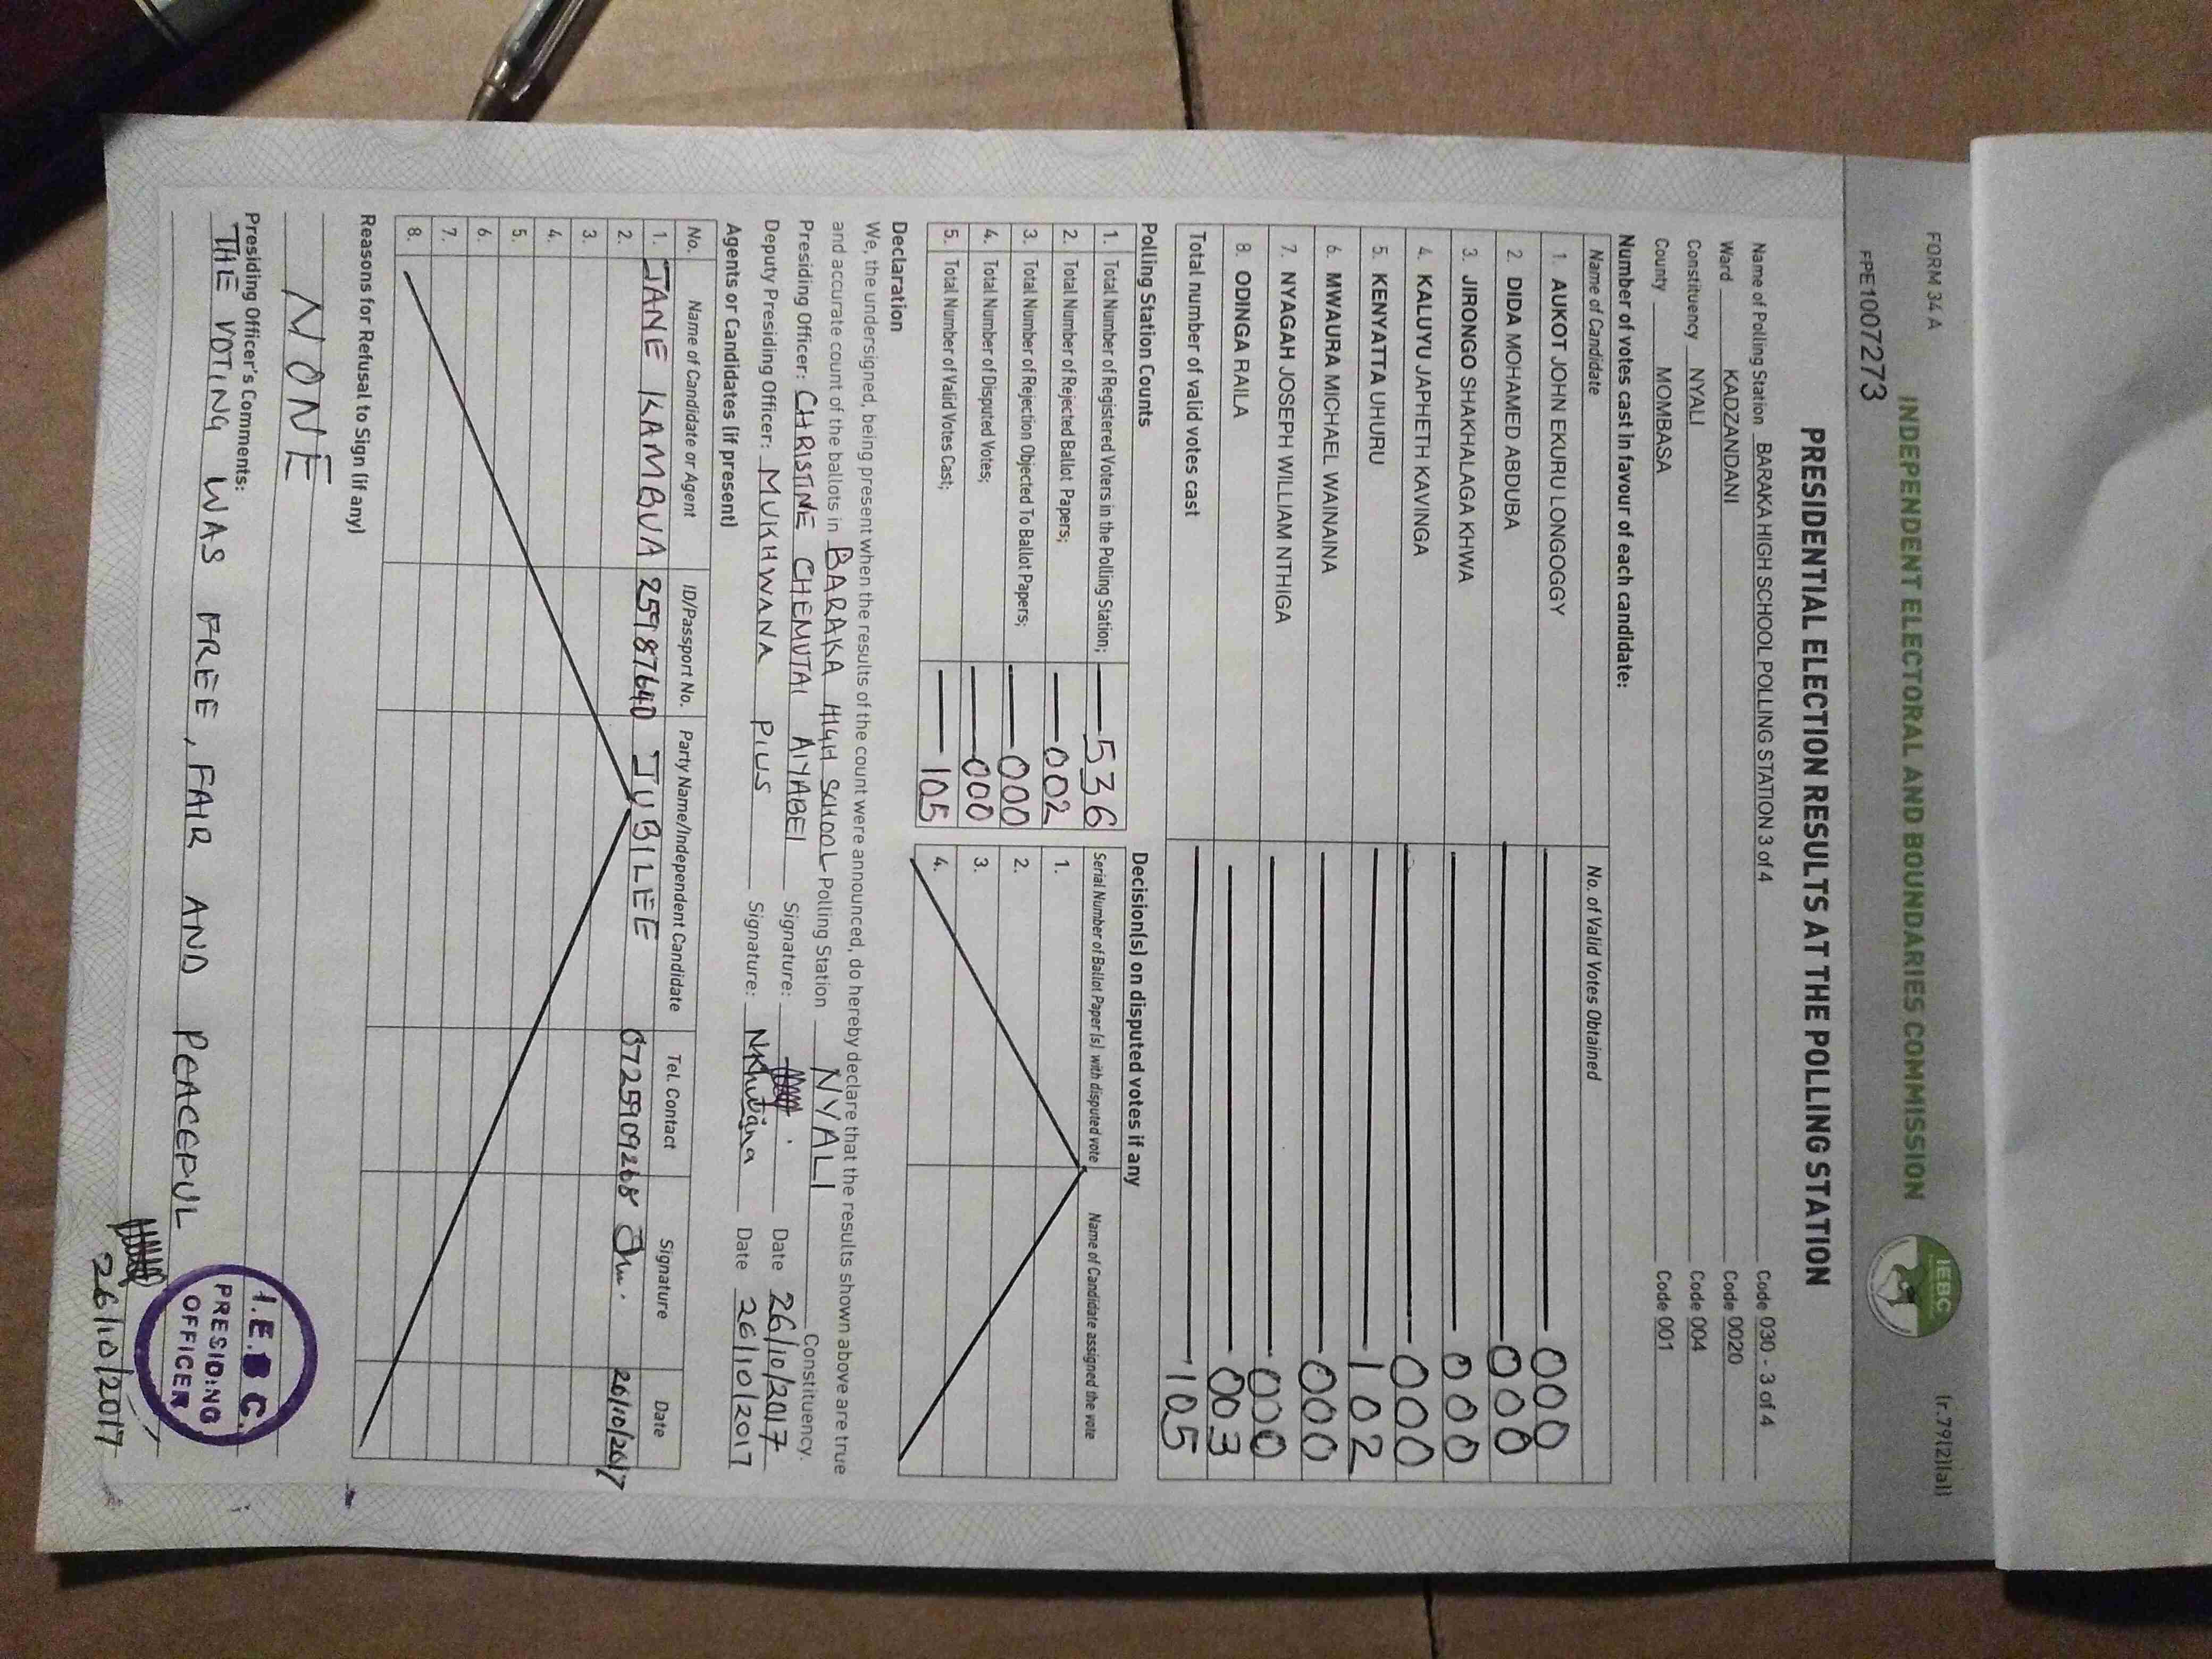 FORM 34 A
(r.79(2)(a))
INDEPENDENT ELECTORAL AND BOUNDARIES COMMISSION
IEBC
FPE1007273
PRESIDENTIAL ELECTION RESULTS AT THE POLLING STATION
Name of Polling Station BARAKA HIGH SCHOOL POLLING STATION 3 of 4 Code 030 - 3 of 4
Ward KADZANDANI Code 0020
Constituency NYALI Code 004
County MOMBASA Code 001
Number of votes cast in favour of each candidate:
Name of Candidate No. of Valid Votes Obtained
1. AUKOT JOHN EKURU LONGOGGY 000
2. DIDA MOHAMED ABDUBA 000
3. JIRONGO SHAKHALAGA KHWA 000
4. KALUYU JAPHETH KAVINGA 000
5. KENYATTA UHURU 102
6. MWAURA MICHAEL WAINAINA 000
7. NYAGAH JOSEPH WILLIAM NTHIGA 000
8. ODINGA RAILA 003
Total number of valid votes cast 105
Polling Station Counts
1. Total Number of Registered Voters in the Polling Station; 536
2. Total Number of Rejected Ballot Papers; 002
3. Total Number of Rejection Objected To Ballot Papers; 000
4. Total Number of Disputed Votes; 000
5. Total Number of Valid Votes Cast; 105
Decision(s) on disputed votes if any
Serial Number of Ballot Paper (s) with disputed vote Name of Candidate assigned the vote
1.
2.
3.
4.
Declaration
We, the undersigned, being present when the results of the count were announced, do hereby declare that the results shown above are true
and accurate count of the ballots in BARAKA HIGH SCHOOL Polling Station NYALI Constituency.
Presiding Officer: CHRISTINE CHEMUTAI AIYABEI Signature: Date 26/10/2017
Deputy Presiding Officer: MUKHWANA PIUS Signature: Date 26/10/2017
Agents or Candidates (if present)
No. Name of Candidate or Agent ID/Passport No. Party Name/Independent Candidate Tel. Contact Signature Date
1. JANE KAMBUA 25987640 JUBILEE 0725909268 26/10/2017
2.
3.
4.
5.
6.
7.
8.
Reasons for Refusal to Sign (if any)
NONE
Presiding Officer's Comments:
THE VOTING WAS FREE, FAIR AND PEACEFUL
I.E.B.C.
PRESIDING
OFFICER
26/10/2017